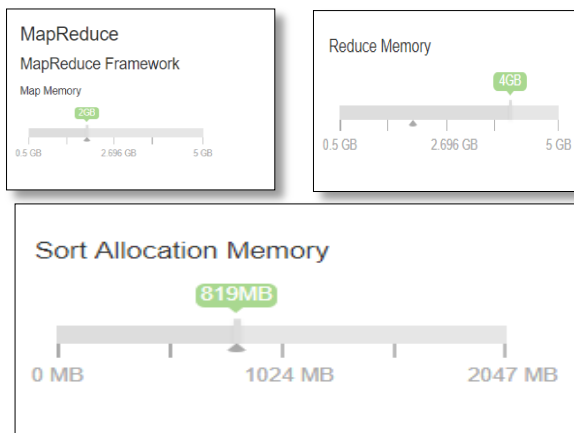 MapReduce
MapReduce Framework
Map Memory
2GB
0.5 GB 2.696 GB 5 GB
Reduce Memory
4GB
0.5 GB 2.696 GB 5 GB
Sort Allocation Memory
819MB
0 MB 1024 MB 2047 MB